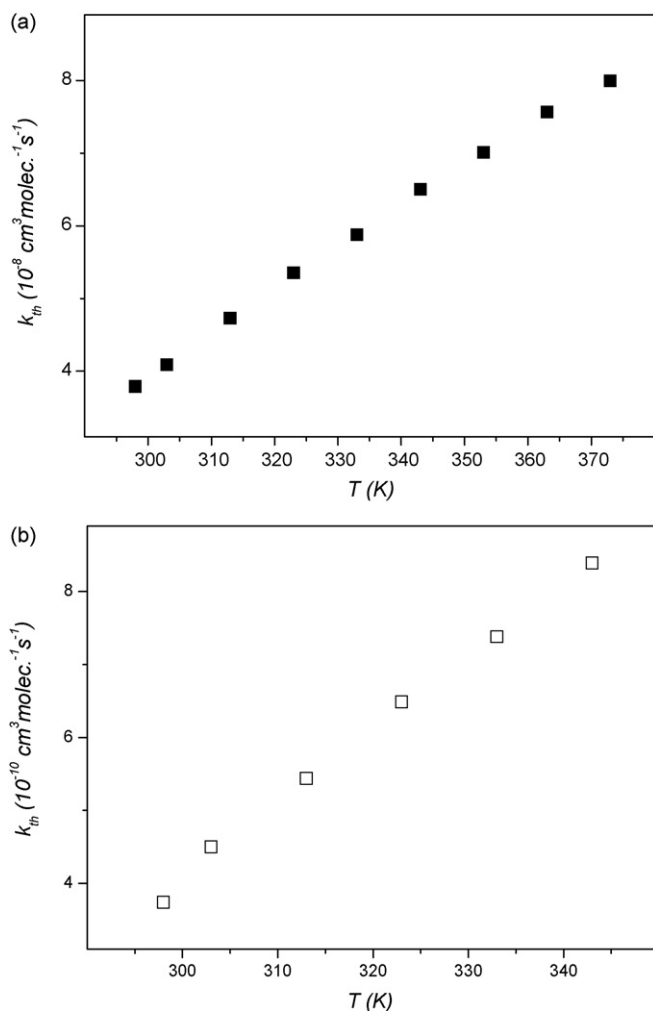 (a)
8
6
4
k_th (10^-8 cm^3 molec.^-1 s^-1)
300 310 320 330 340 350 360 370
T (K)
(b)
8
6
4
k_th (10^-10 cm^3 molec.^-1 s^-1)
300 310 320 330 340
T (K)